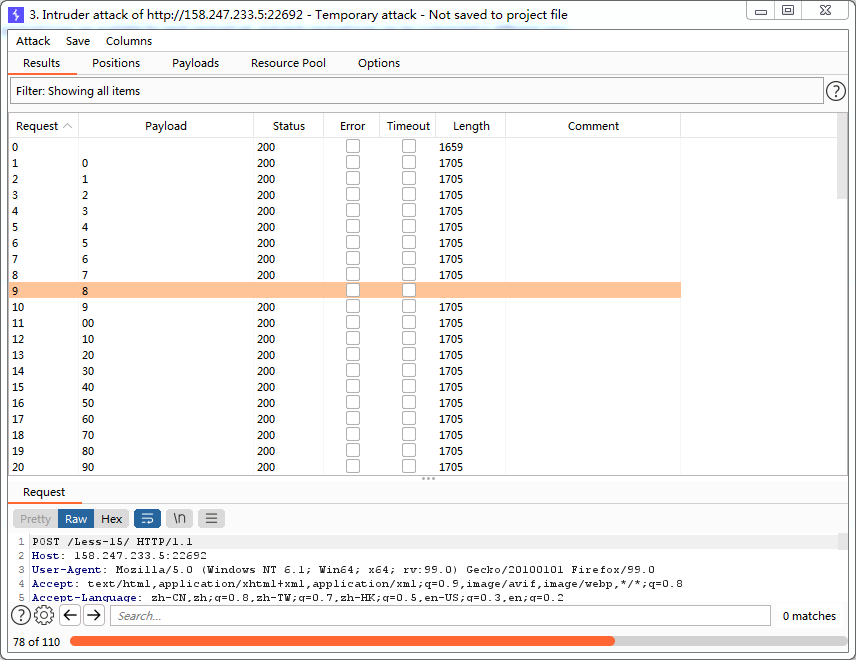 3. Intruder attack of http://158.247.233.5:22692 - Temporary attack - Not saved to project file
Attack Save Columns
Results Positions Payloads Resource Pool Options
Filter: Showing all items ?
Request Payload Status Error Timeout Length Comment
0 200 1659
1 0 200 1705
2 1 200 1705
3 2 200 1705
4 3 200 1705
5 4 200 1705
6 5 200 1705
7 6 200 1705
8 7 200 1705
9 8
10 9 200 1705
11 00 200 1705
12 10 200 1705
13 20 200 1705
14 30 200 1705
15 40 200 1705
16 50 200 1705
17 60 200 1705
18 70 200 1705
19 80 200 1705
20 90 200 1705
Request
Pretty Raw Hex \n
1 POST /Less-15/ HTTP/1.1
2 Host: 158.247.233.5:22692
3 User-Agent: Mozilla/5.0 (Windows NT 6.1; Win64; x64; rv:99.0) Gecko/20100101 Firefox/99.0
4 Accept: text/html,application/xhtml+xml,application/xml;q=0.9,image/avif,image/webp,*/*;q=0.8
5 Accept-Language: zh-CN,zh;q=0.8,zh-TW;q=0.7,zh-HK;q=0.5,en-US;q=0.3,en;q=0.2
? Search... 0 matches
78 of 110